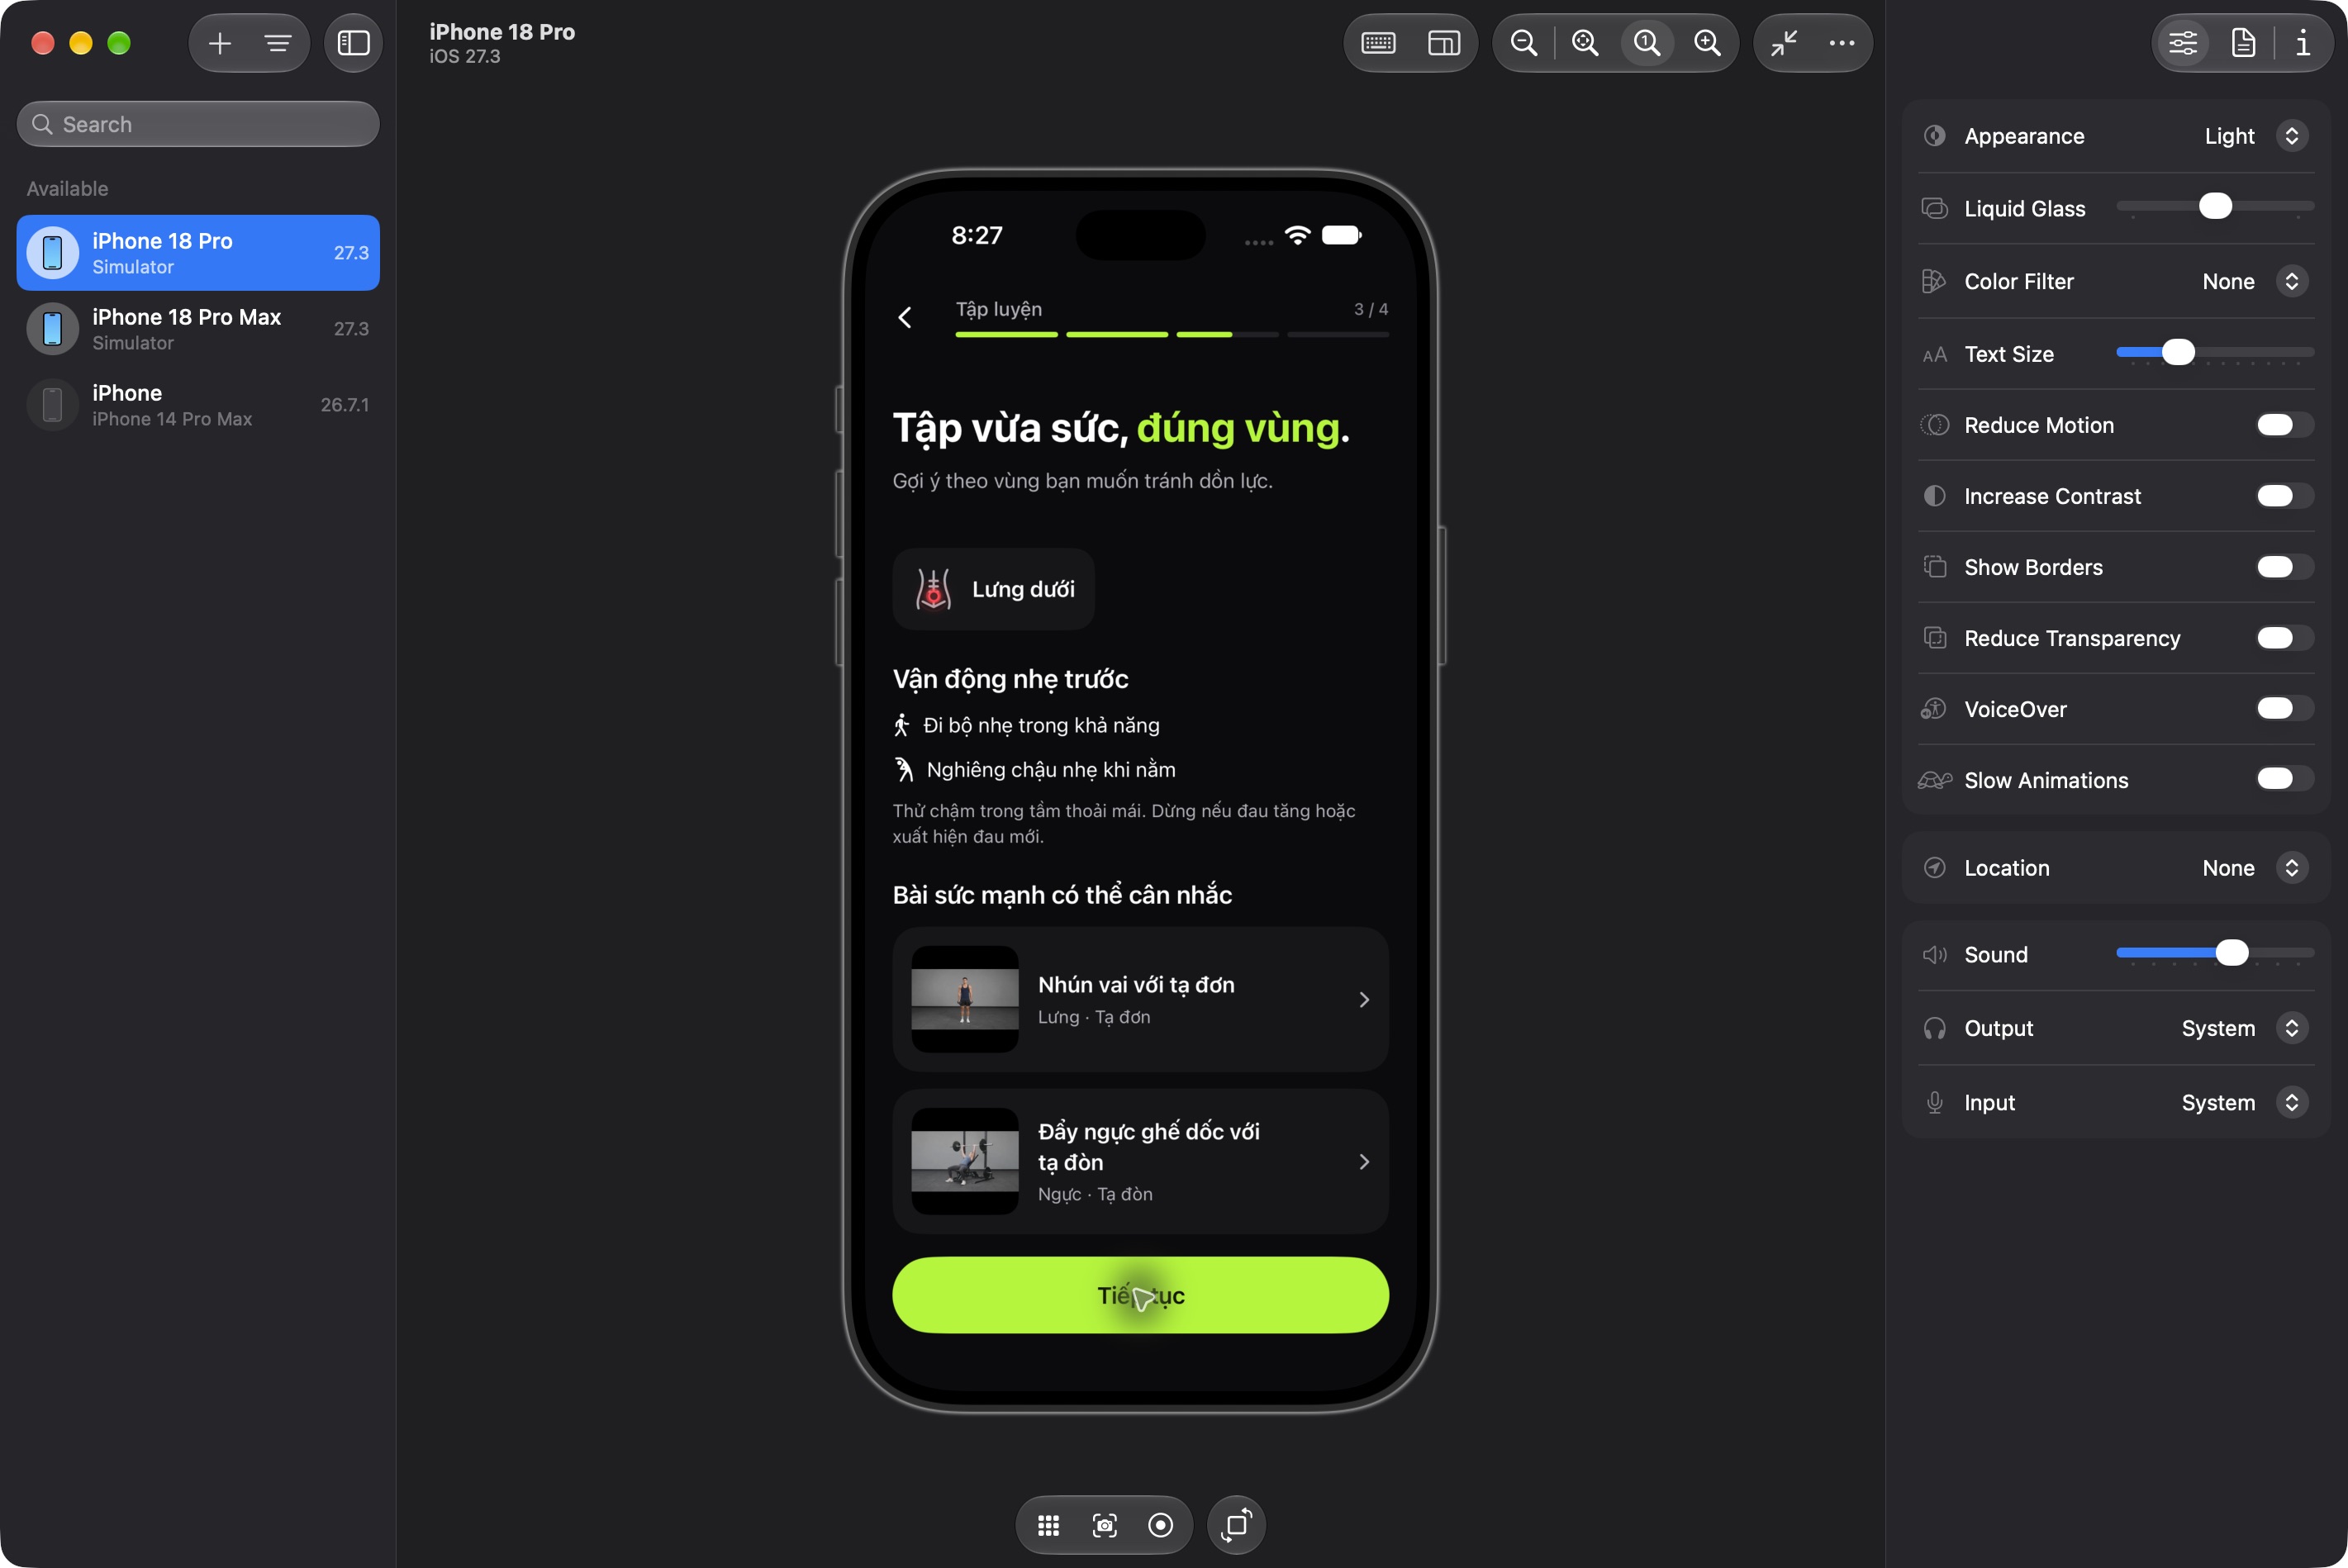 iPhone 18 Pro
iOS 27.3
Search
Available
iPhone 18 Pro
Simulator
27.3
iPhone 18 Pro Max
Simulator
27.3
iPhone
iPhone 14 Pro Max
26.7.1
8:27
Tập luyện
3 / 4
Tập vừa sức, đúng vùng.
Gợi ý theo vùng bạn muốn tránh dồn lực.
Lưng dưới
Vận động nhẹ trước
Đi bộ nhẹ trong khả năng
Nghiêng chậu nhẹ khi nằm
Thử chậm trong tầm thoải mái. Dừng nếu đau tăng hoặc
xuất hiện đau mới.
Bài sức mạnh có thể cân nhắc
Nhún vai với tạ đơn
Lưng · Tạ đơn
Đẩy ngực ghế dốc với
tạ đòn
Ngực · Tạ đòn
Tiếp tục
Appearance
Light
Liquid Glass
Color Filter
None
AA Text Size
Reduce Motion
Increase Contrast
Show Borders
Reduce Transparency
VoiceOver
Slow Animations
Location
None
Sound
Output
System
Input
System